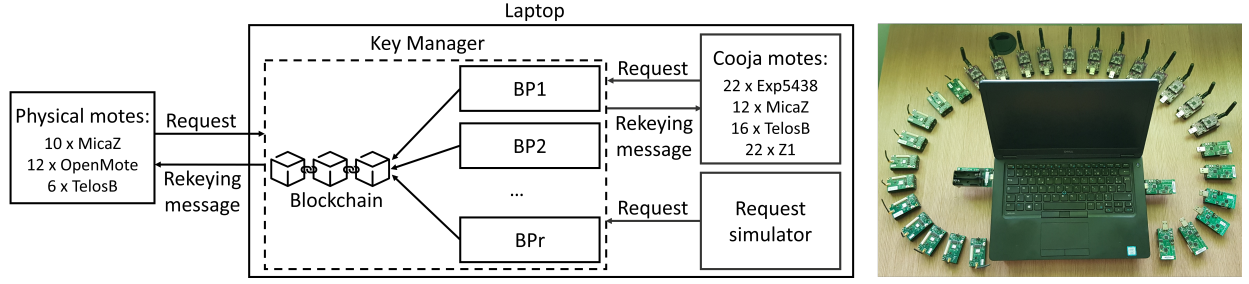 Laptop
Key Manager
Physical motes:
10 x MicaZ
12 x OpenMote
6 x TelosB
Request
Rekeying
message
Blockchain
BP1
BP2
...
BPr
Request
Rekeying
message
Request
Cooja motes:
22 x Exp5438
12 x MicaZ
16 x TelosB
22 x Z1
Request
simulator